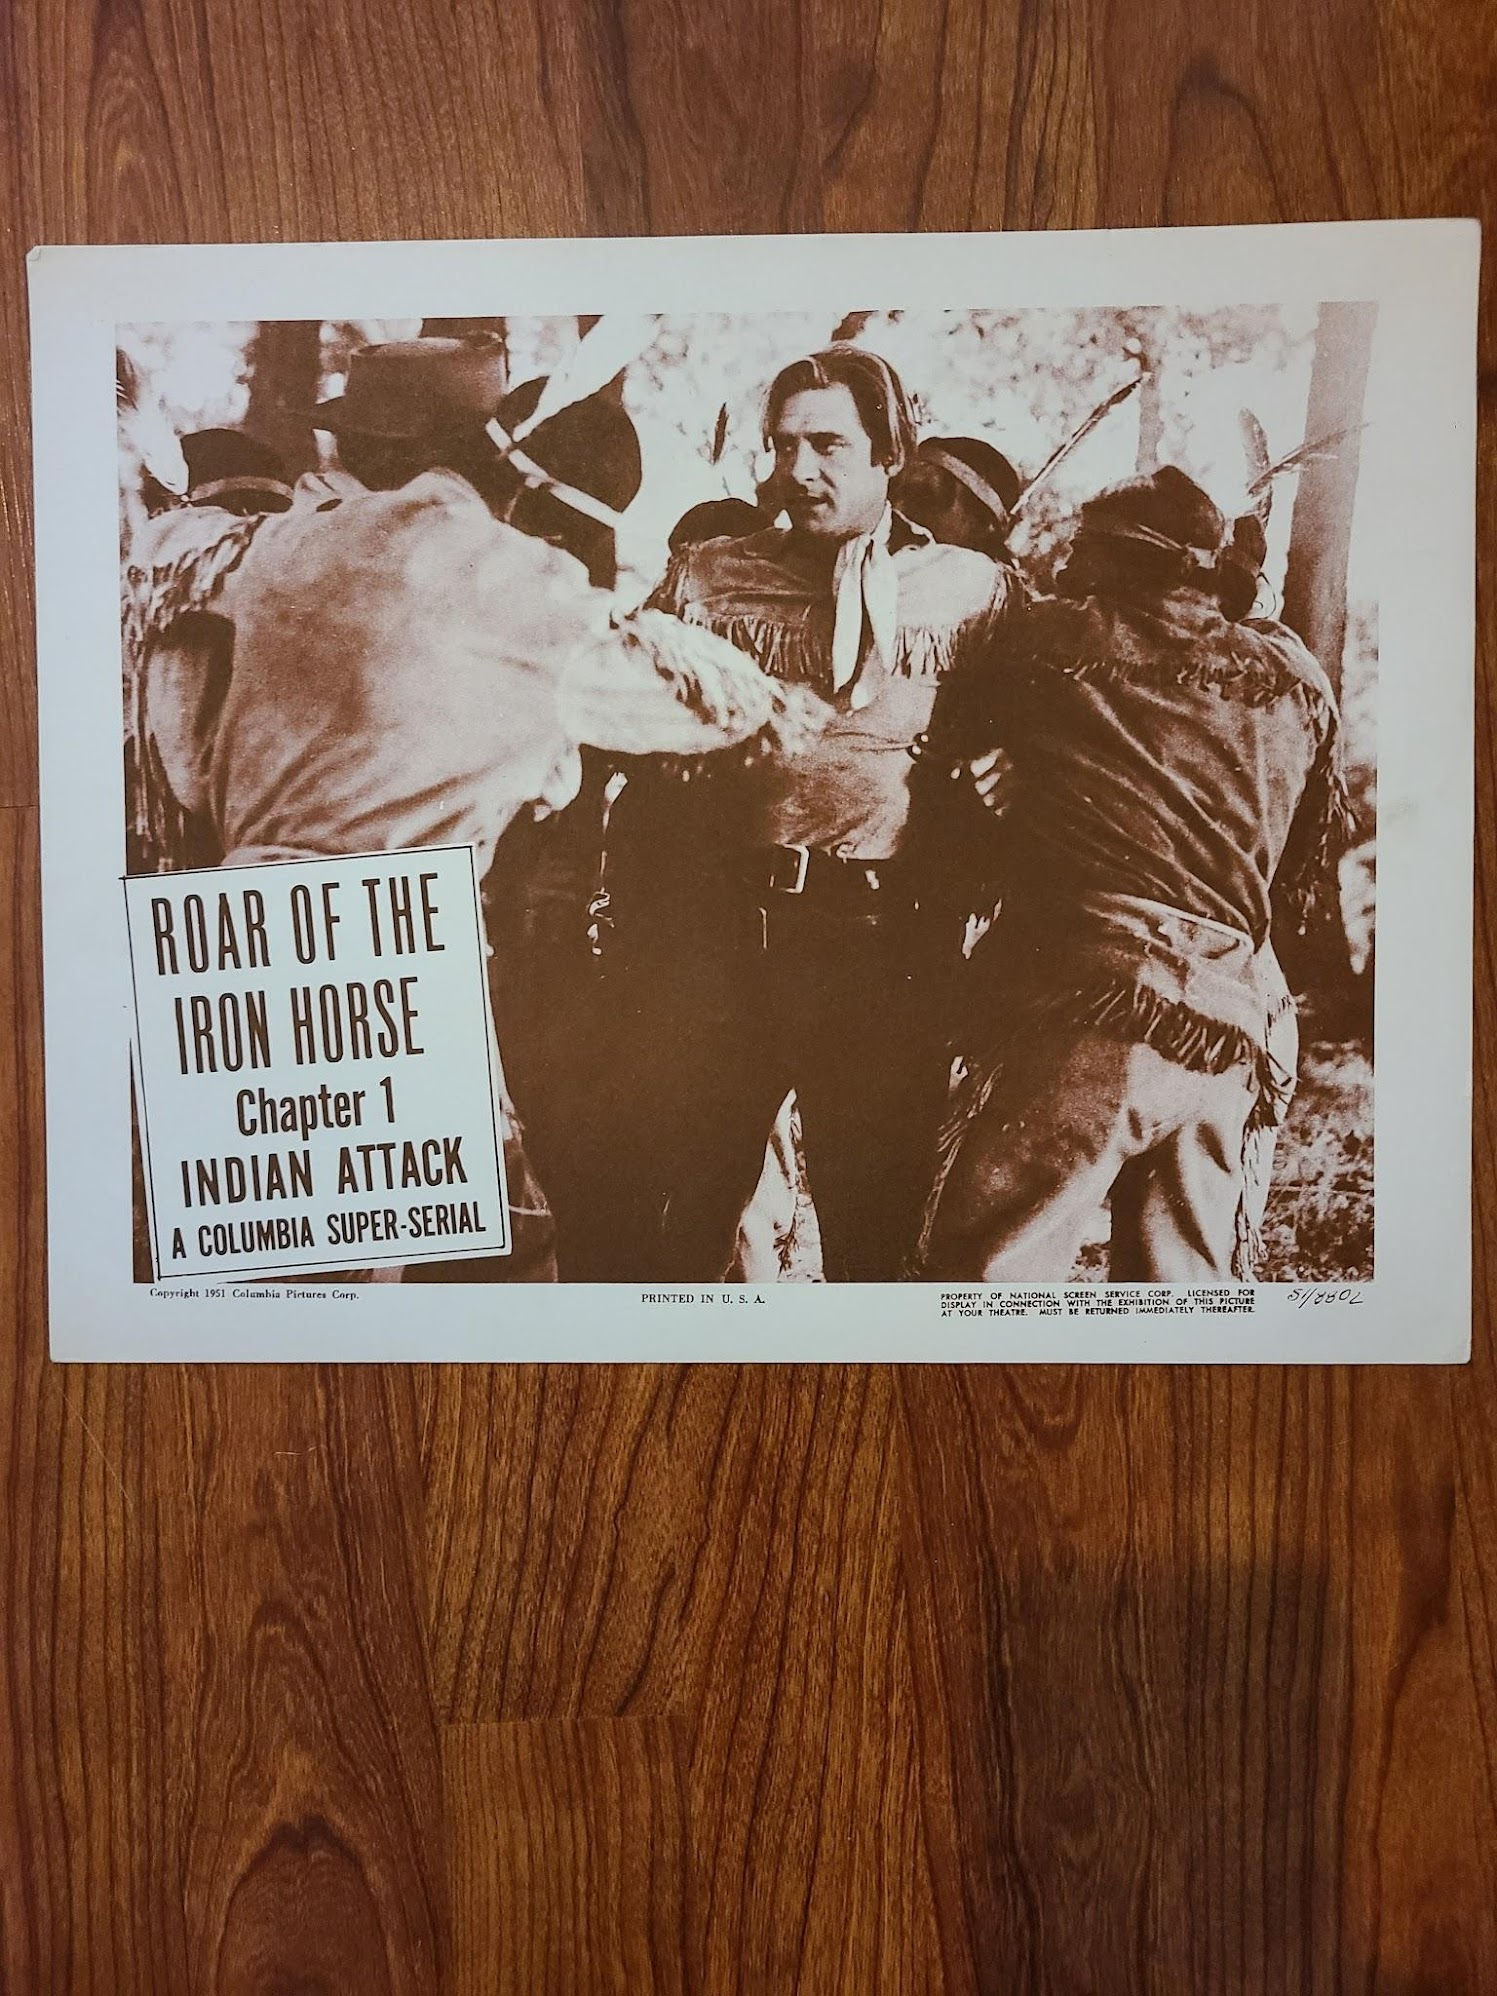 ROAR OF THE
IRON HORSE
Chapter 1
INDIAN ATTACK
A COLUMBIA SUPER-SERIAL
Copyright 1951 Columbia Pictures Corp.
PRINTED IN U. S. A.
PROPERTY OF NATIONAL SCREEN SERVICE CORP. LICENSED FOR
DISPLAY IN CONNECTION WITH THE EXHIBITION OF THIS PICTURE
AT YOUR THEATRE. MUST BE RETURNED IMMEDIATELY THEREAFTER.